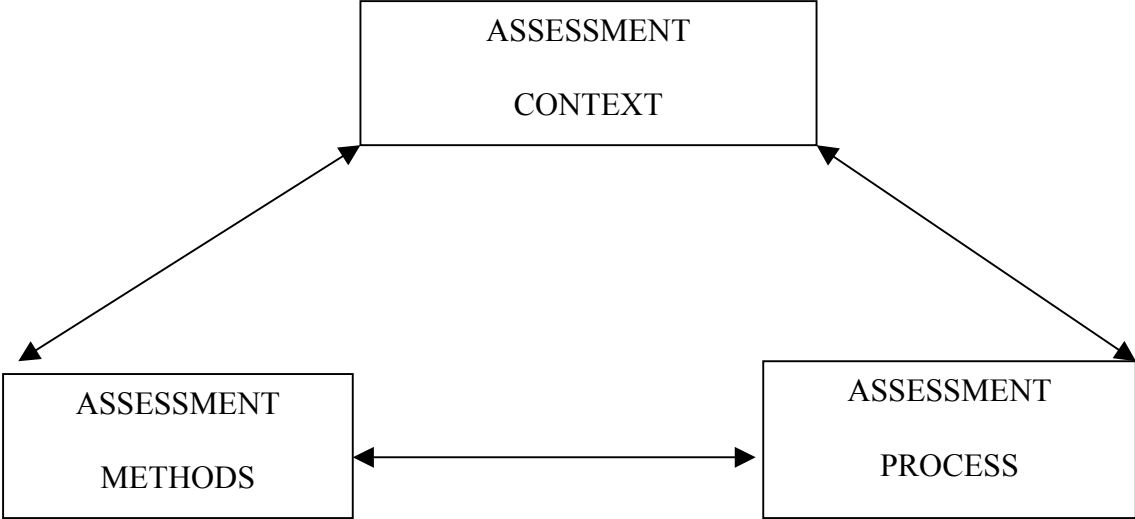 ASSESSMENT
CONTEXT
ASSESSMENT
METHODS
ASSESSMENT
PROCESS